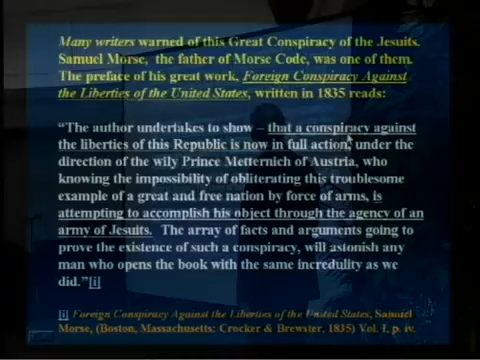 Many writers warned of this Great Conspiracy of the Jesuits.
Samuel Morse, the father of Morse Code, was one of them.
The preface of his great work, Foreign Conspiracy Against
the Liberties of the United States, written in 1835 reads:
“The author undertakes to show – that a conspiracy against
the liberties of this Republic is now in full action, under the
direction of the wily Prince Metternich of Austria, who
knowing the impossibility of obliterating this troublesome
example of a great and free nation by force of arms, is
attempting to accomplish his object through the agency of an
army of Jesuits. The array of facts and arguments going to
prove the existence of such a conspiracy, will astonish any
man who opens the book with the same incredulity as we
did.”[i]
[i] Foreign Conspiracy Against the Liberties of the United States, Samuel
Morse, (Boston, Massachusetts: Crocker & Brewster, 1835) Vol. I, p. iv.